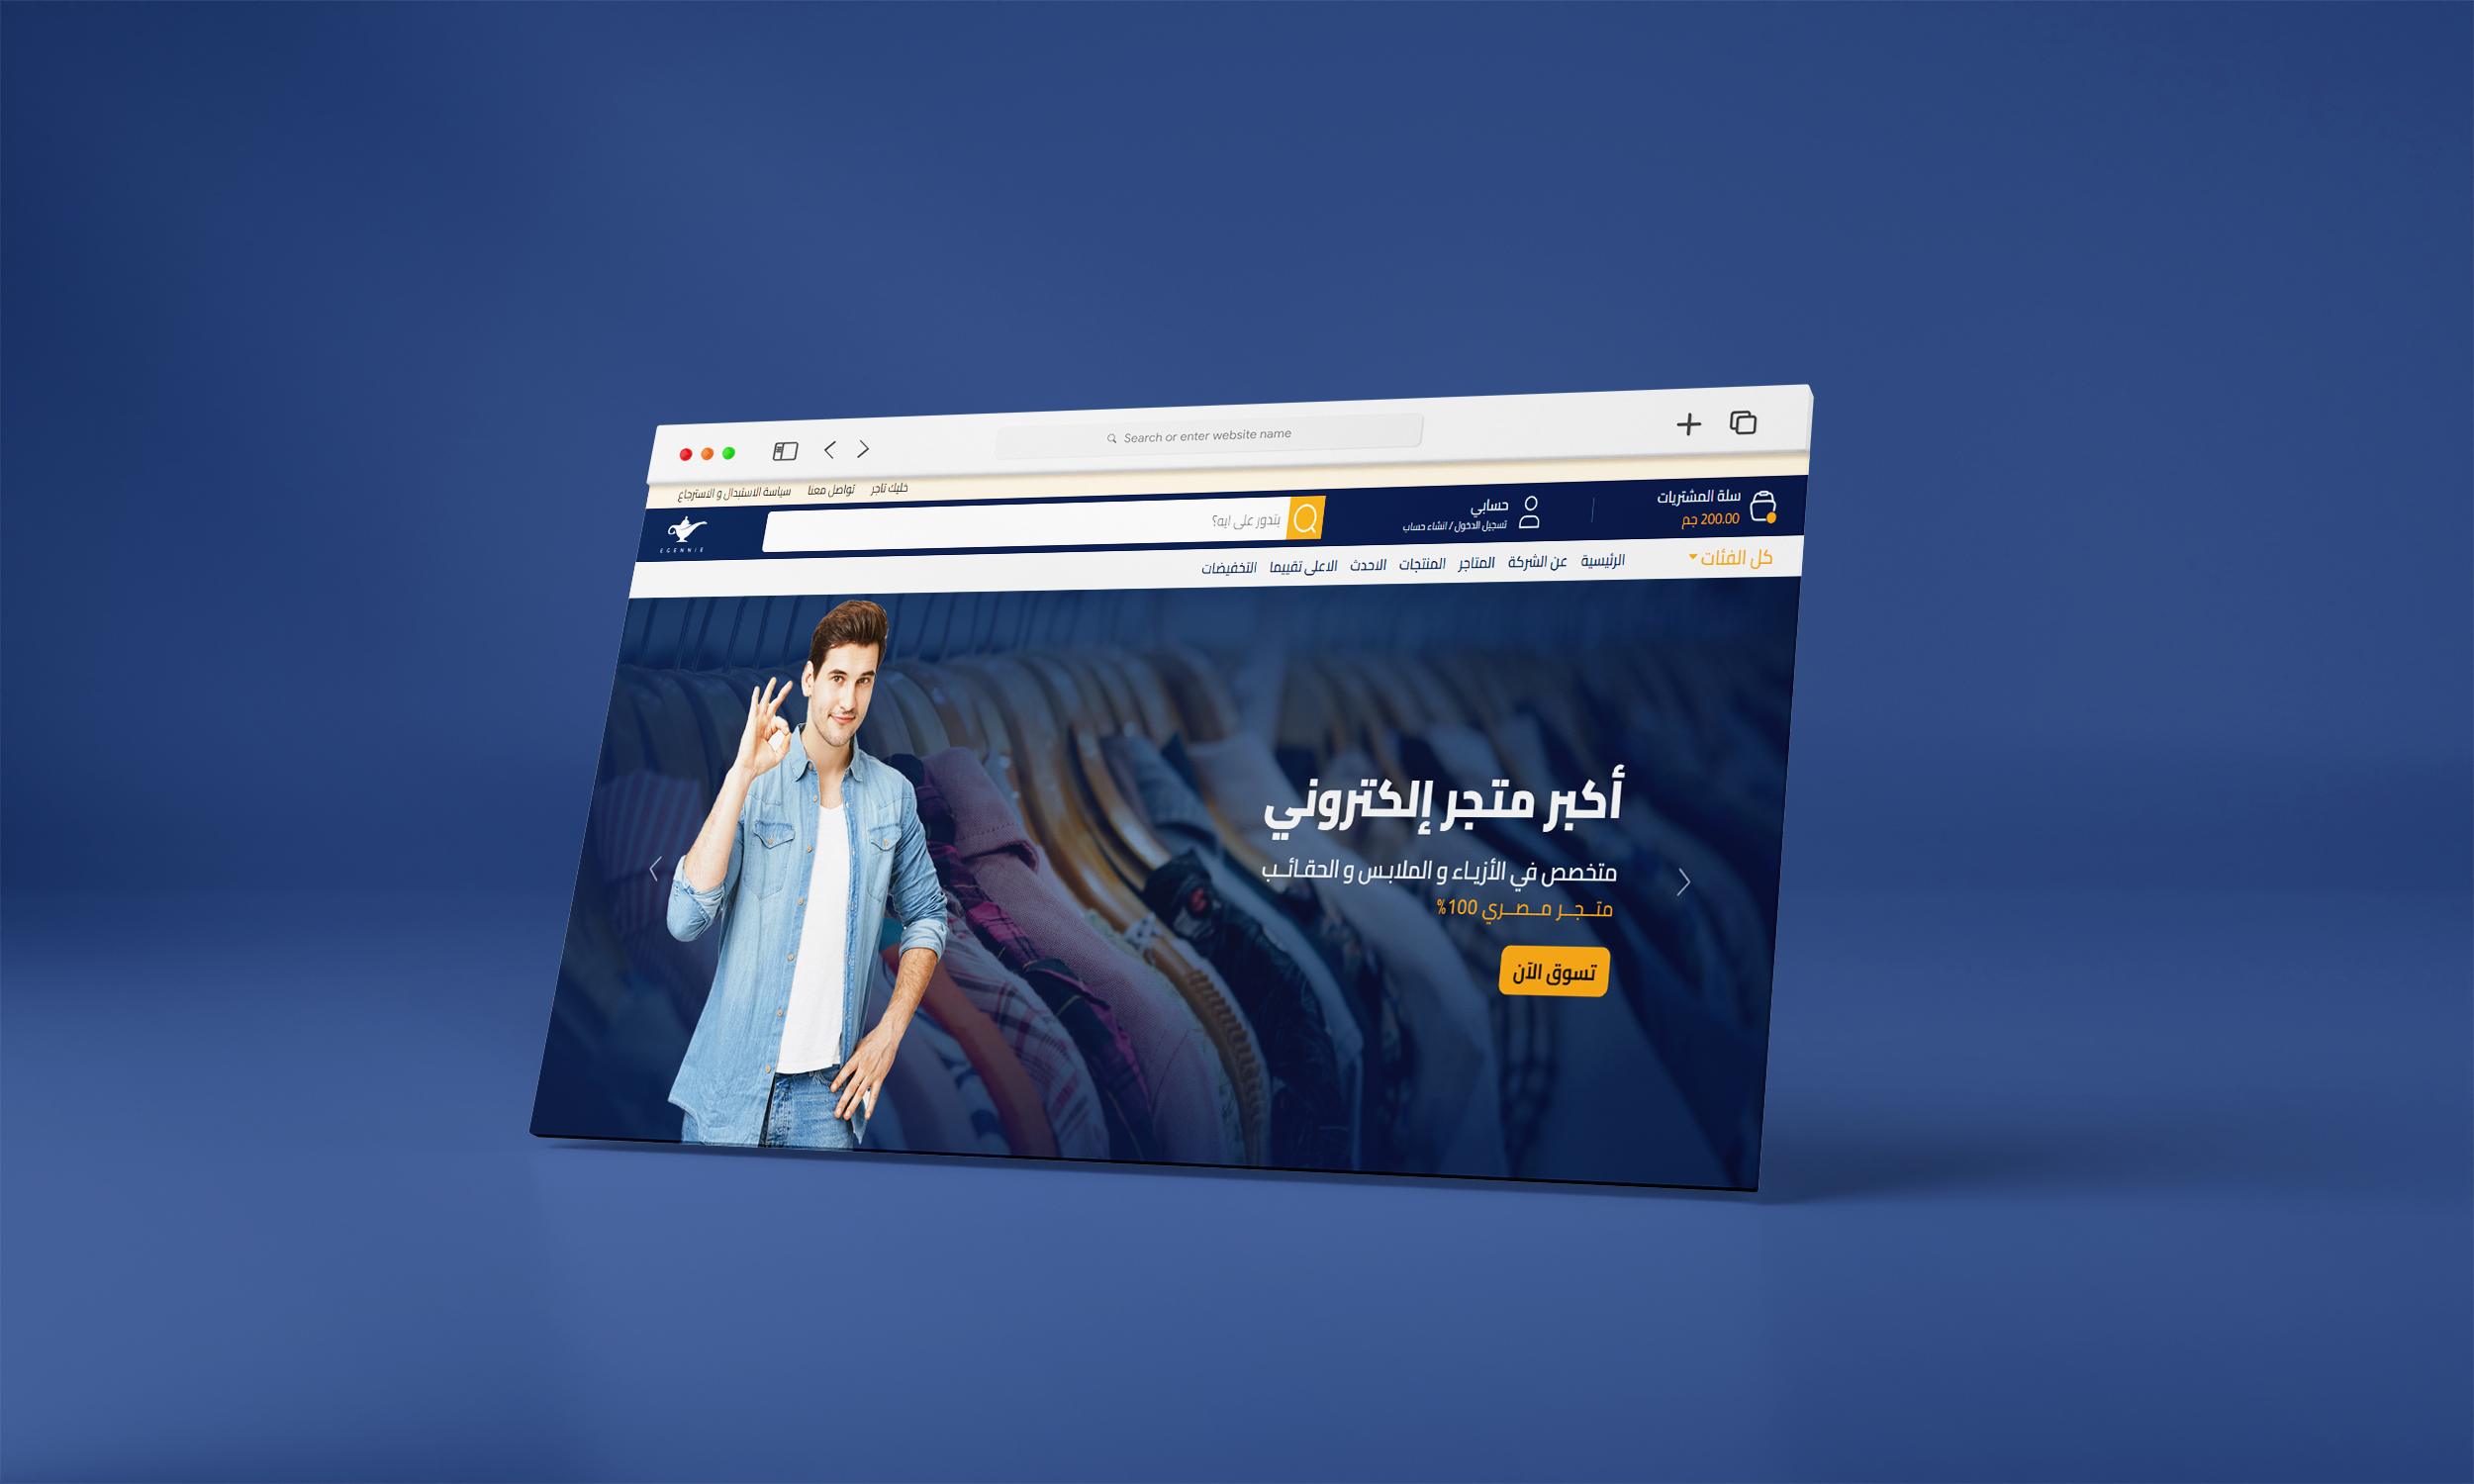 Search or enter website name
خليك تاجر تواصل معنا سياسة الاستبدال و الاسترجاع
سلة المشتريات
200.00 جم
حسابي
تسجيل الدخول / انشاء حساب
بتدور على ايه؟
EGENNIE
كل الفئات
الرئيسية عن الشركة المتاجر المنتجات الاحدث الاعلى تقييما التخفيضات
أكبر متجر إلكتروني
متخصص في الأزياء و الملابس و الحقائب
متجر مصري 100%
تسوق الآن